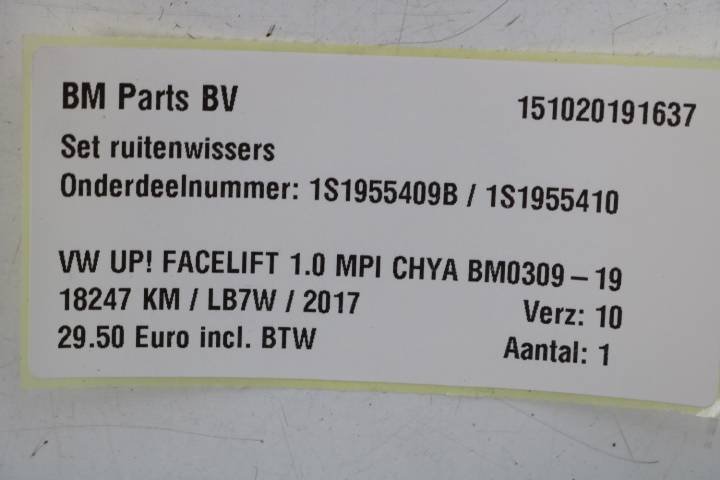 BM Parts BV 151020191637
Set ruitenwissers
Onderdeelnummer: 1S1955409B / 1S1955410
VW UP! FACELIFT 1.0 MPI CHYA BM0309 – 19
18247 KM / LB7W / 2017 Verz: 10
29.50 Euro incl. BTW Aantal: 1